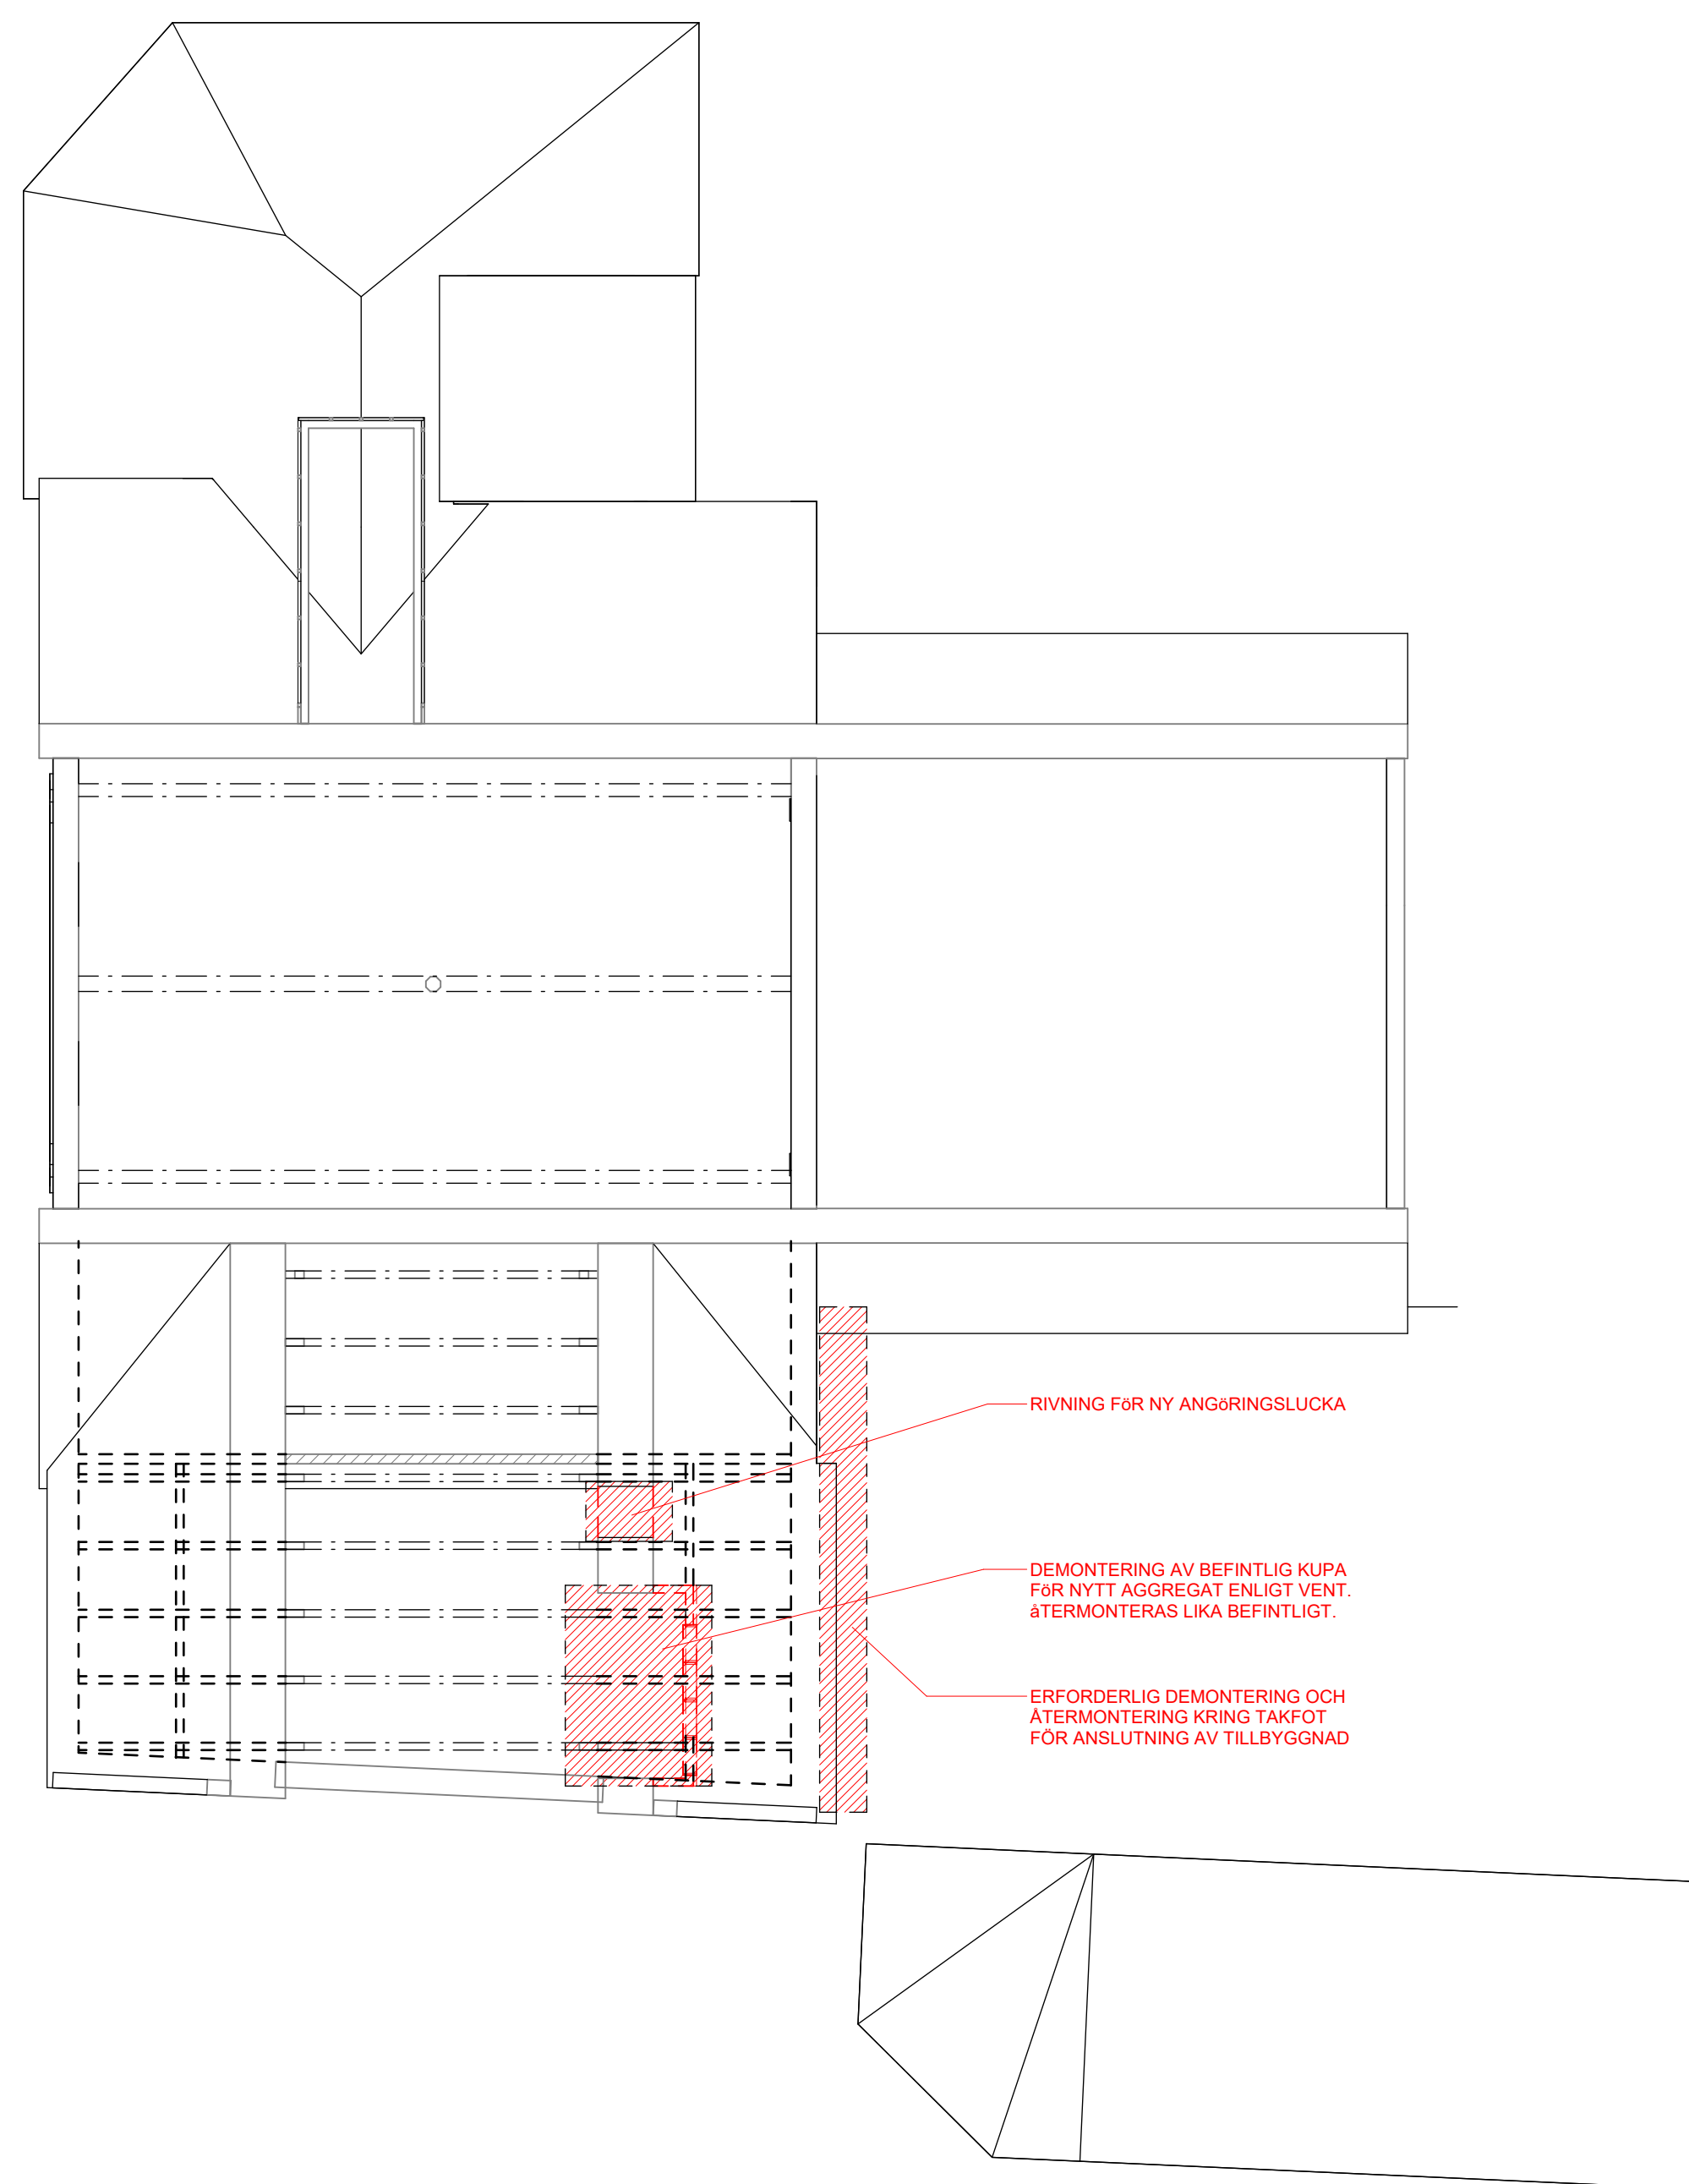 RIVNING FöR NY ANGöRINGSLUCKA
DEMONTERING AV BEFINTLIG KUPA
FöR NYTT AGGREGAT ENLIGT VENT.
åTERMONTERAS LIKA BEFINTLIGT.
ERFORDERLIG DEMONTERING OCH
ÅTERMONTERING KRING TAKFOT
FÖR ANSLUTNING AV TILLBYGGNAD